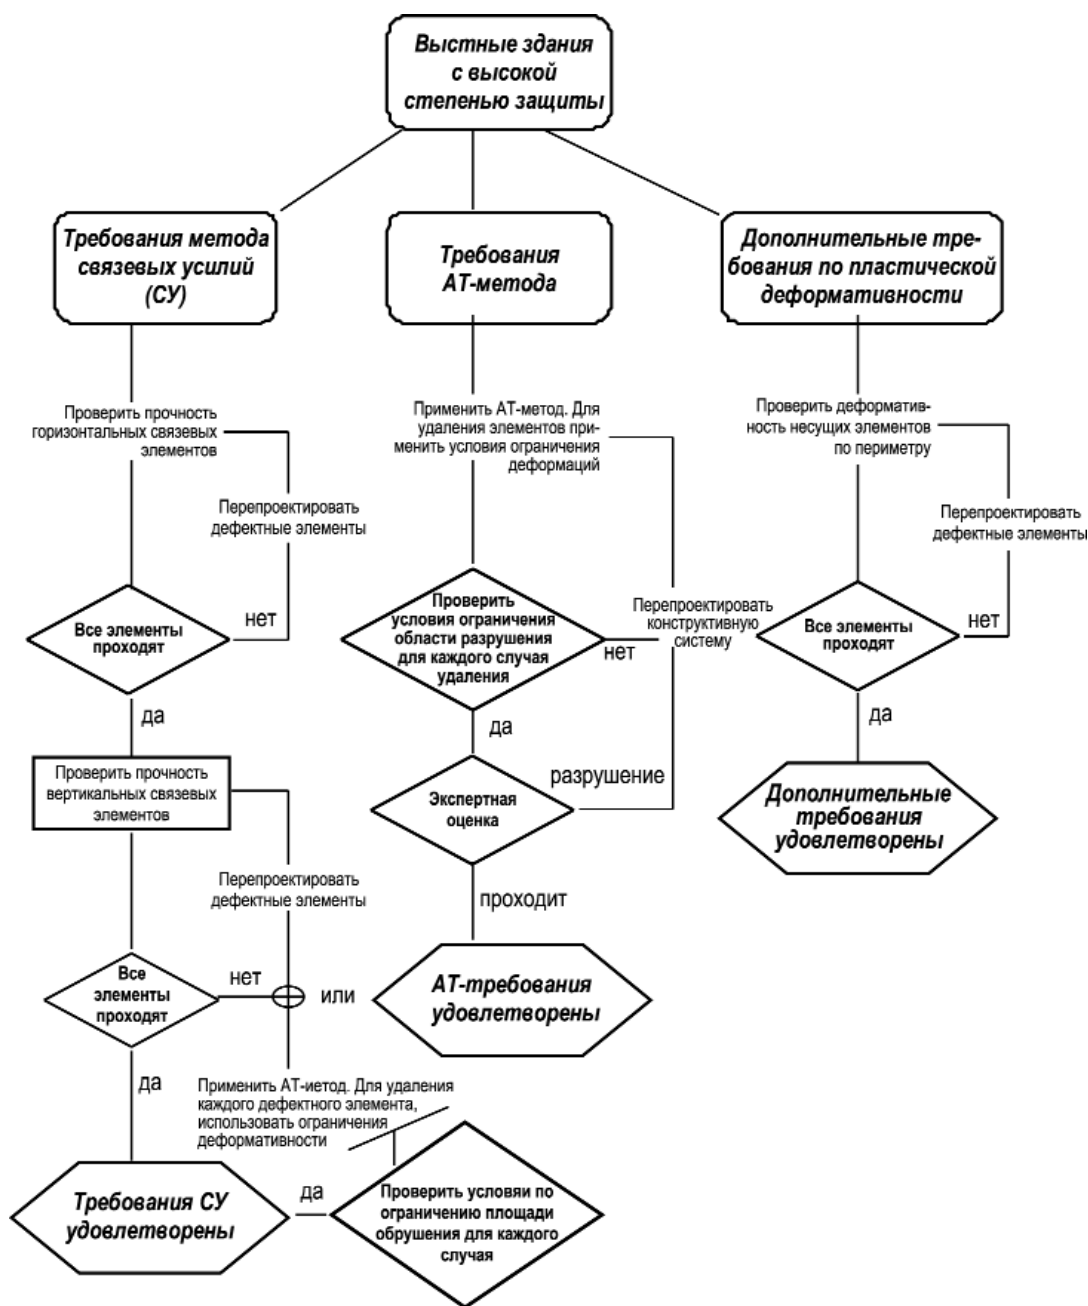 Выстные здания
с высокой
степенью защиты
Требования метода
связевых усилий
(СУ)
Требования
АТ-метода
Дополнительные тре-
бования по пластической
деформативности
Проверить прочность
горизонтальных связевых
элементов
Применить АТ-метод. Для
удаления элементов при-
менить условия ограничения
деформаций
Проверить деформатив-
ность несущих элементов
по периметру
Перепроектировать
дефектные элементы
Перепроектировать
дефектные элементы
Все элементы
проходят
нет
Проверить
условия ограничения
области разрушения
для каждого случая
удаления
нет
Перепроектировать
конструктивную
систему
Все элементы
проходят
нет
да
да
да
Проверить прочность
вертикальных связевых
элементов
Экспертная
оценка
разрушение
Дополнительные
требования
удовлетворены
Перепроектировать
дефектные элементы
проходит
Все
элементы
проходят
нет
или
АТ-требования
удовлетворены
да
Применить АТ-иетод. Для удаления
каждого дефектного элемента,
использовать ограничения
деформативности
Требования СУ
удовлетворены
да
Проверить условяи по
ограничению площади
обрушения для каждого
случая